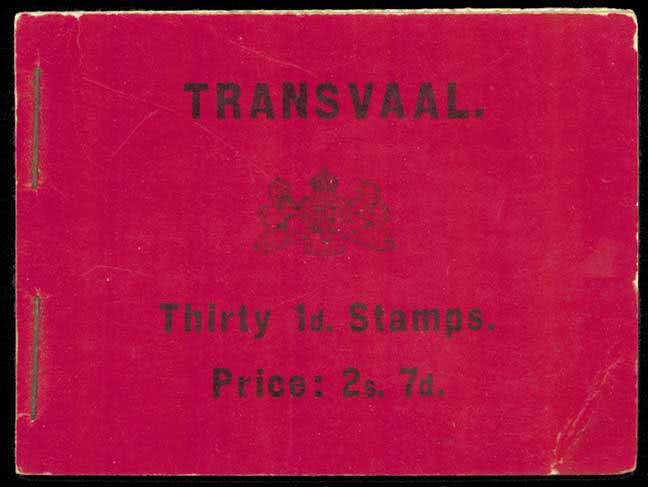 TRANSVAAL.
Thirty 1d. Stamps.
Price: 2s. 7d.